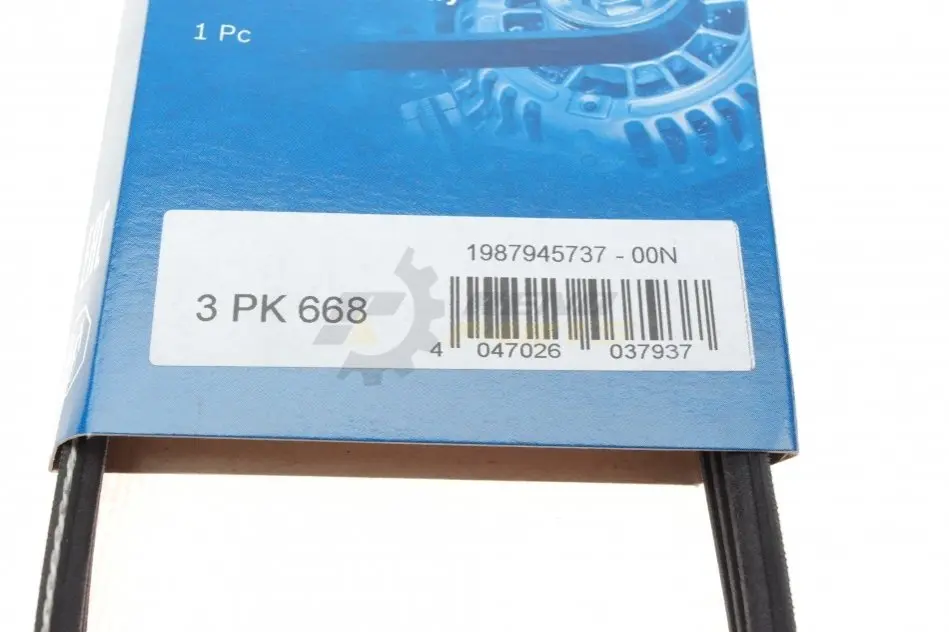 1 Pc
1987945737 - 00N
3 PK 668
4 047026 037937